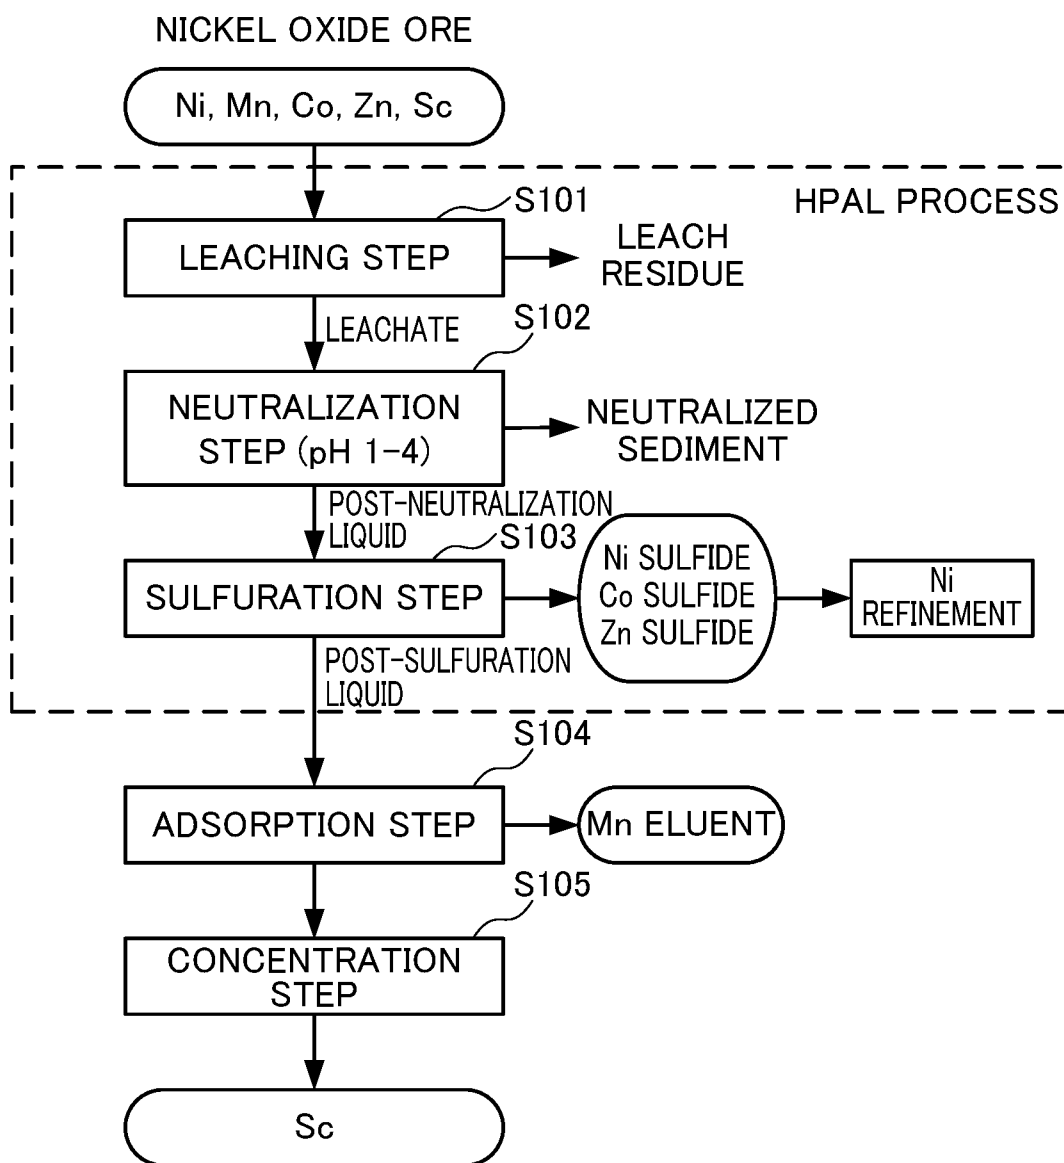 NICKEL OXIDE ORE
Ni, Mn, Co, Zn, Sc
HPAL PROCESS
S101
LEACHING STEP
LEACH
RESIDUE
LEACHATE
S102
NEUTRALIZATION
STEP (pH 1-4)
NEUTRALIZED
SEDIMENT
POST-NEUTRALIZATION
LIQUID
S103
SULFURATION STEP
Ni SULFIDE
Co SULFIDE
Zn SULFIDE
Ni
REFINEMENT
POST-SULFURATION
LIQUID
S104
ADSORPTION STEP
Mn ELUENT
S105
CONCENTRATION
STEP
Sc